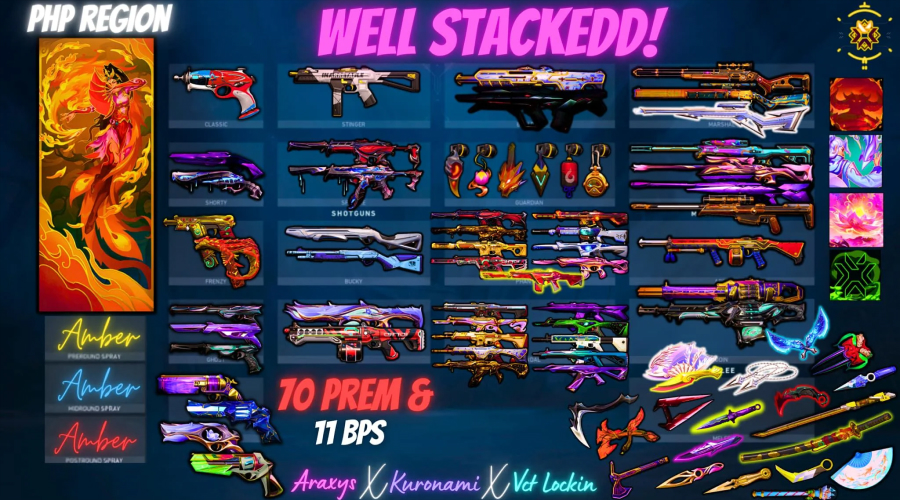 PHP REGION
WELL STACKEDD!
CLASSIC
STINGER
MARSH
SHORTY
GUARDIAN
SHOTGUNS
FRENZY
BUCKY
Amber
PREROUND SPRAY
Amber
MIDROUND SPRAY
Amber
POSTROUND SPRAY
70 PREM &
11 BPS
Araxys X Kuronami X Vct Lockin